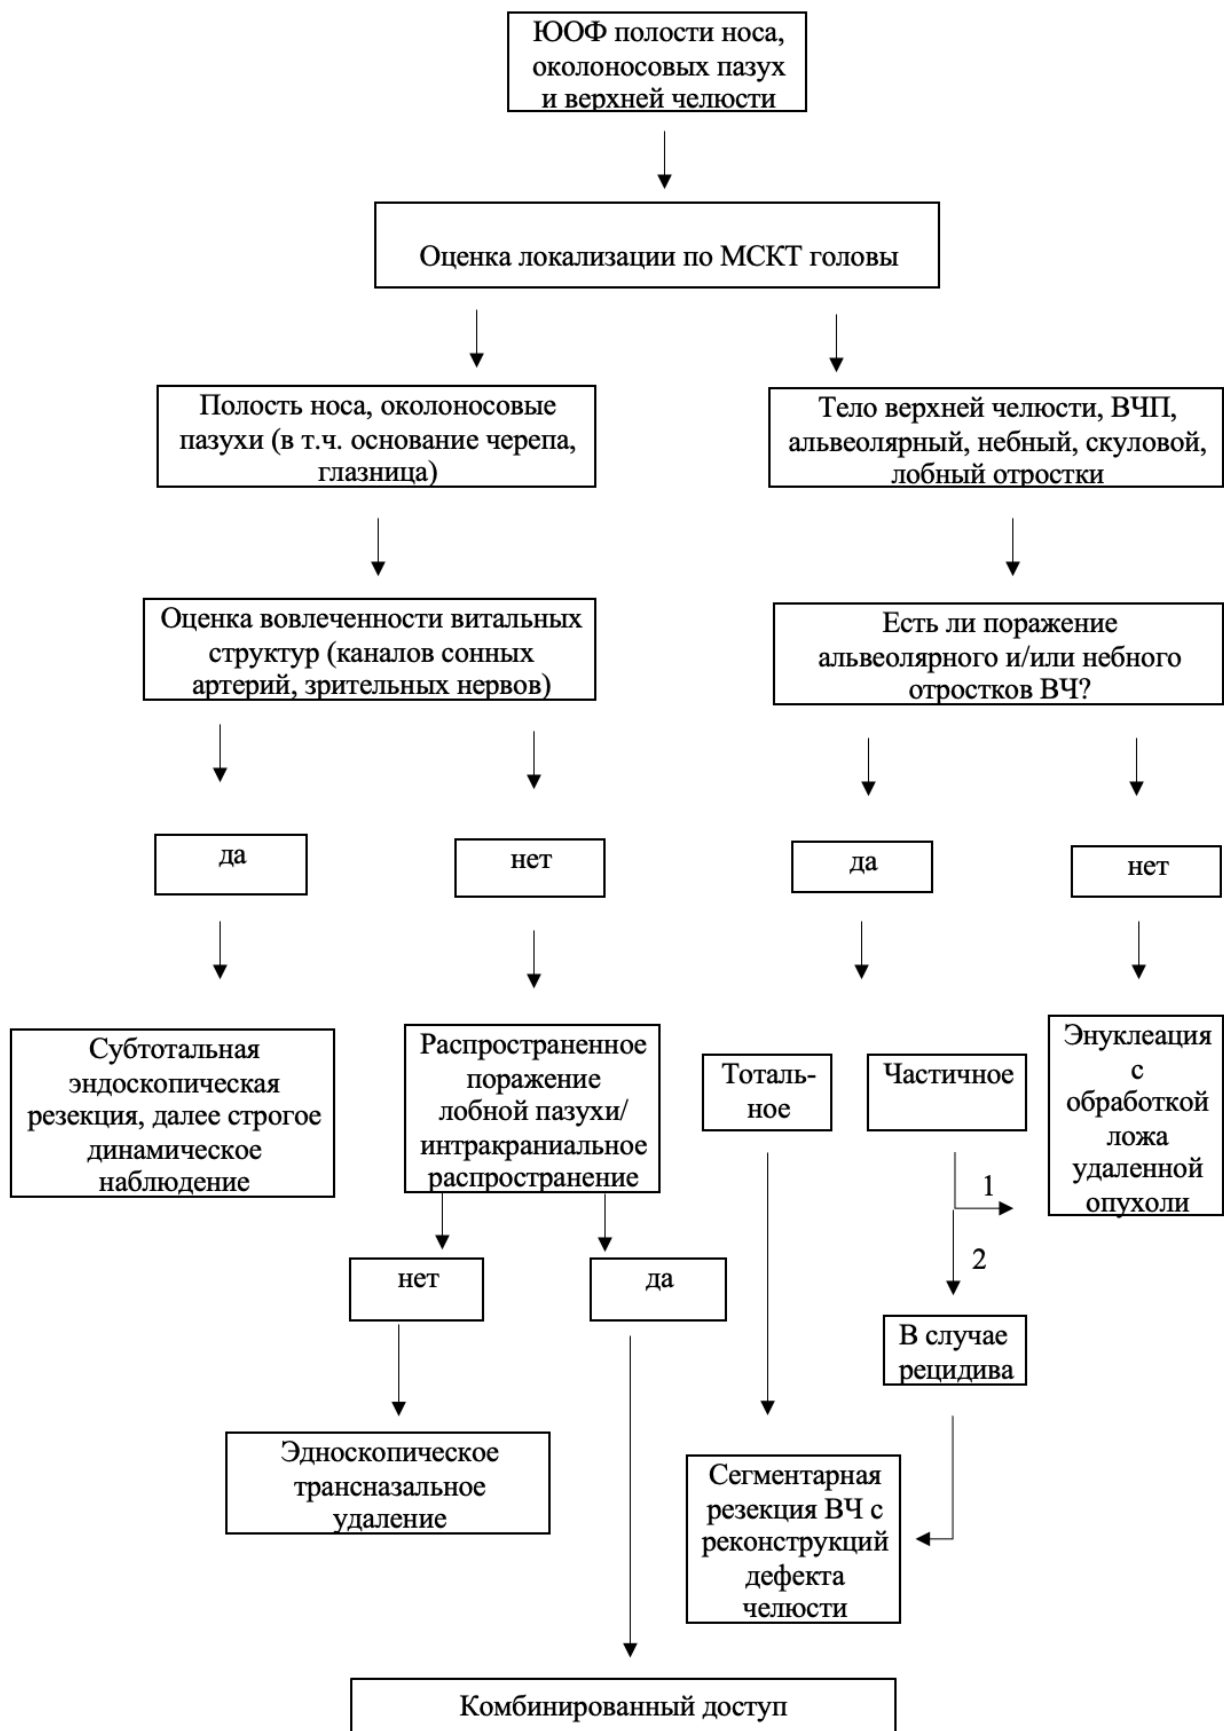 ЮОФ полости носа,
околоносовых пазух
и верхней челюсти
Оценка локализации по МСКТ головы
Полость носа, околоносовые
пазухи (в т.ч. основание черепа,
глазница)
Тело верхней челюсти, ВЧП,
альвеолярный, небный, скуловой,
лобный отростки
Оценка вовлеченности витальных
структур (каналов сонных
артерий, зрительных нервов)
Есть ли поражение
альвеолярного и/или небного
отростков ВЧ?
да
нет
да
нет
Субтотальная
эндоскопическая
резекция, далее строгое
динамическое
наблюдение
Распространенное
поражение
лобной пазухи/
интракраниальное
распространение
Тоталь-
ное
Частичное
Энуклеация
с
обработкой
ложа
удаленной
опухоли
1
2
нет
да
В случае
рецидива
Эдноскопическое
трансназальное
удаление
Сегментарная
резекция ВЧ с
реконструкций
дефекта
челюсти
Комбинированный доступ